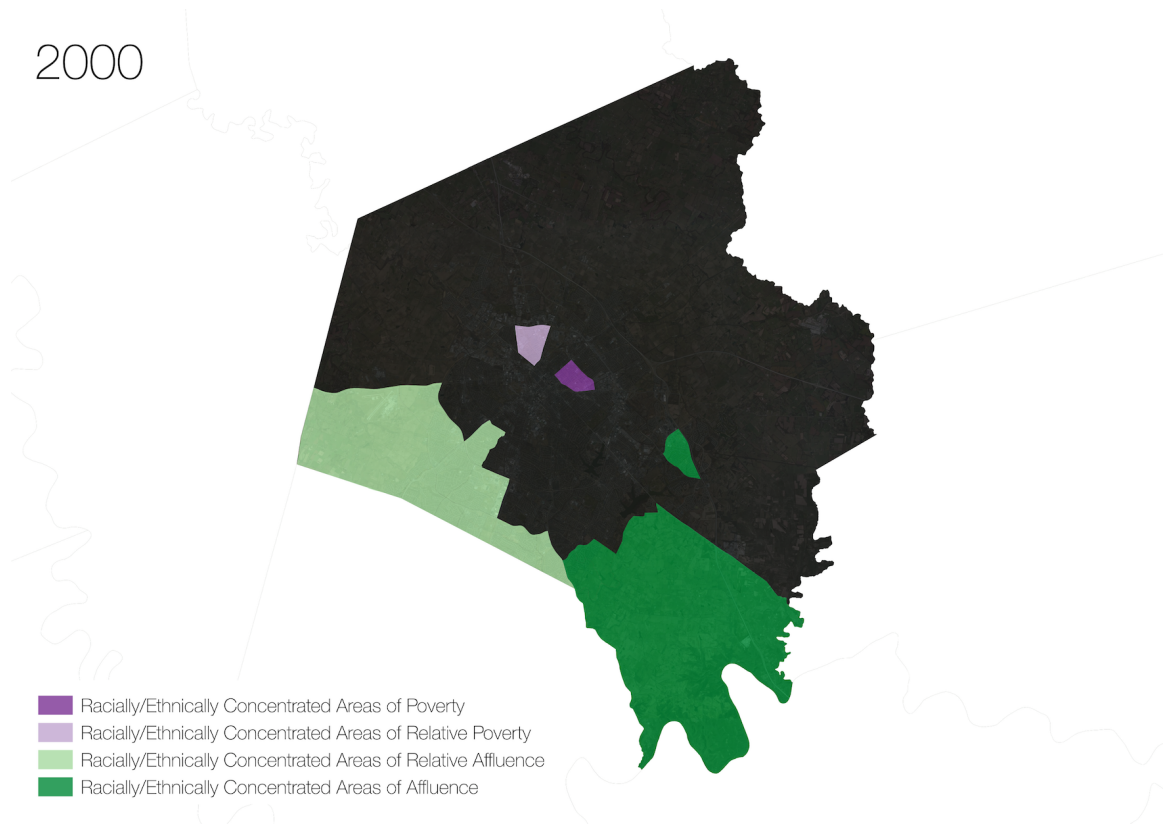 2000
Racially/Ethnically Concentrated Areas of Poverty
Racially/Ethnically Concentrated Areas of Relative Poverty
Racially/Ethnically Concentrated Areas of Relative Affluence
Racially/Ethnically Concentrated Areas of Affluence